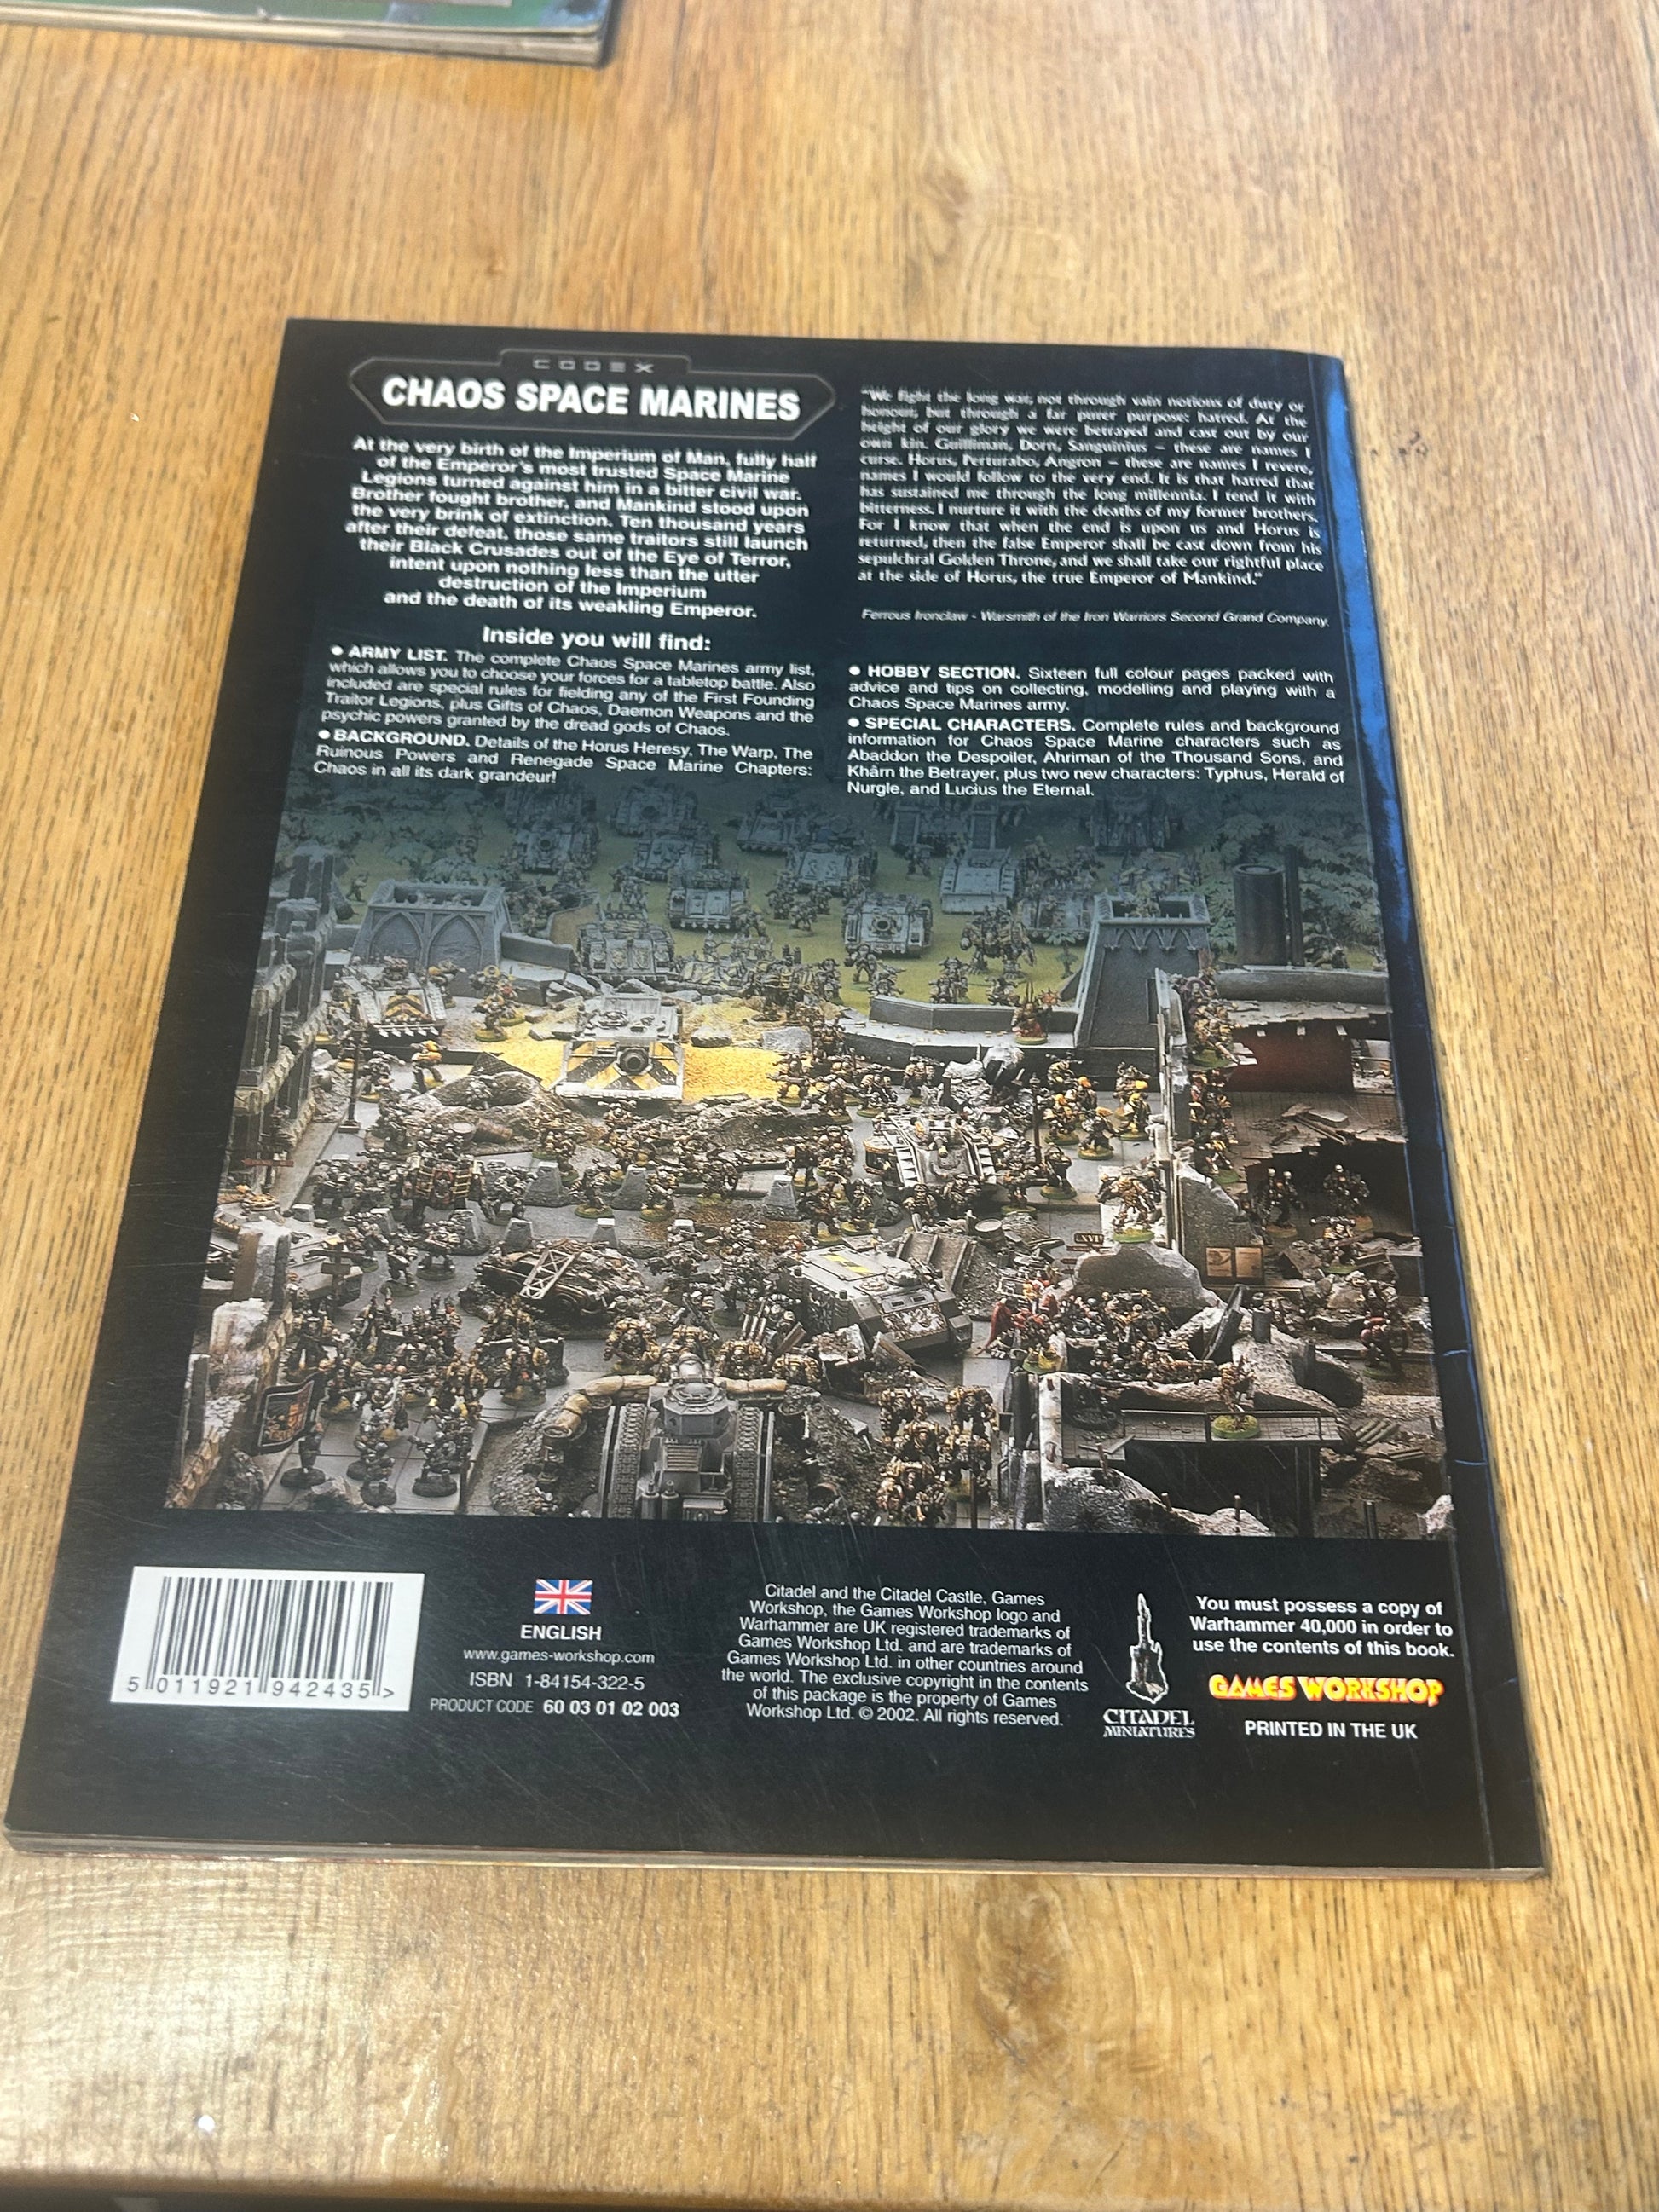 CODEX
CHAOS SPACE MARINES
At the very birth of the Imperium of Man, fully half
of the Emperor's most trusted Space Marine
Legions turned against him in a bitter civil war.
Brother fought brother, and Mankind stood upon
the very brink of extinction. Ten thousand years
after their defeat, those same traitors still launch
their Black Crusades out of the Eye of Terror,
intent upon nothing less than the utter
destruction of the Imperium
and the death of its weakling Emperor.
Inside you will find:
● ARMY LIST. The complete Chaos Space Marines army list,
which allows you to choose your forces for a tabletop battle. Also
included are special rules for fielding any of the First Founding
Traitor Legions, plus Gifts of Chaos, Daemon Weapons and the
psychic powers granted by the dread gods of Chaos.
● BACKGROUND. Details of the Horus Heresy, The Warp, The
Ruinous Powers and Renegade Space Marine Chapters:
Chaos in all its dark grandeur!
"We fight the long war, not through vain notions of duty or
honour, but through a far purer purpose: hatred. At the
height of our glory we were betrayed and cast out by our
own kin. Guilliman, Dorn, Sanguinius – these are names I
curse. Horus, Perturabo, Angron – these are names I revere,
names I would follow to the very end. It is that hatred that
has sustained me through the long millennia. I tend it with
bitterness. I nurture it with the deaths of my former brothers.
For I know that when the end is upon us and Horus is
returned, then the false Emperor shall be cast down from his
sepulchral Golden Throne, and we shall take our rightful place
at the side of Horus, the true Emperor of Mankind."
Ferrous Ironclaw - Warsmith of the Iron Warriors Second Grand Company.
● HOBBY SECTION. Sixteen full colour pages packed with
advice and tips on collecting, modelling and playing with a
Chaos Space Marines army.
● SPECIAL CHARACTERS. Complete rules and background
information for Chaos Space Marine characters such as
Abaddon the Despoiler, Ahriman of the Thousand Sons, and
Khârn the Betrayer, plus two new characters: Typhus, Herald of
Nurgle, and Lucius the Eternal.
5 011921 942435 >
ENGLISH
www.games-workshop.com
ISBN 1-84154-322-5
PRODUCT CODE 60 03 01 02 003
Citadel and the Citadel Castle, Games
Workshop, the Games Workshop logo and
Warhammer are UK registered trademarks of
Games Workshop Ltd. and are trademarks of
Games Workshop Ltd. in other countries around
the world. The exclusive copyright in the contents
of this package is the property of Games
Workshop Ltd. © 2002. All rights reserved.
CITADEL
MINIATURES
You must possess a copy of
Warhammer 40,000 in order to
use the contents of this book.
GAMES WORKSHOP
PRINTED IN THE UK